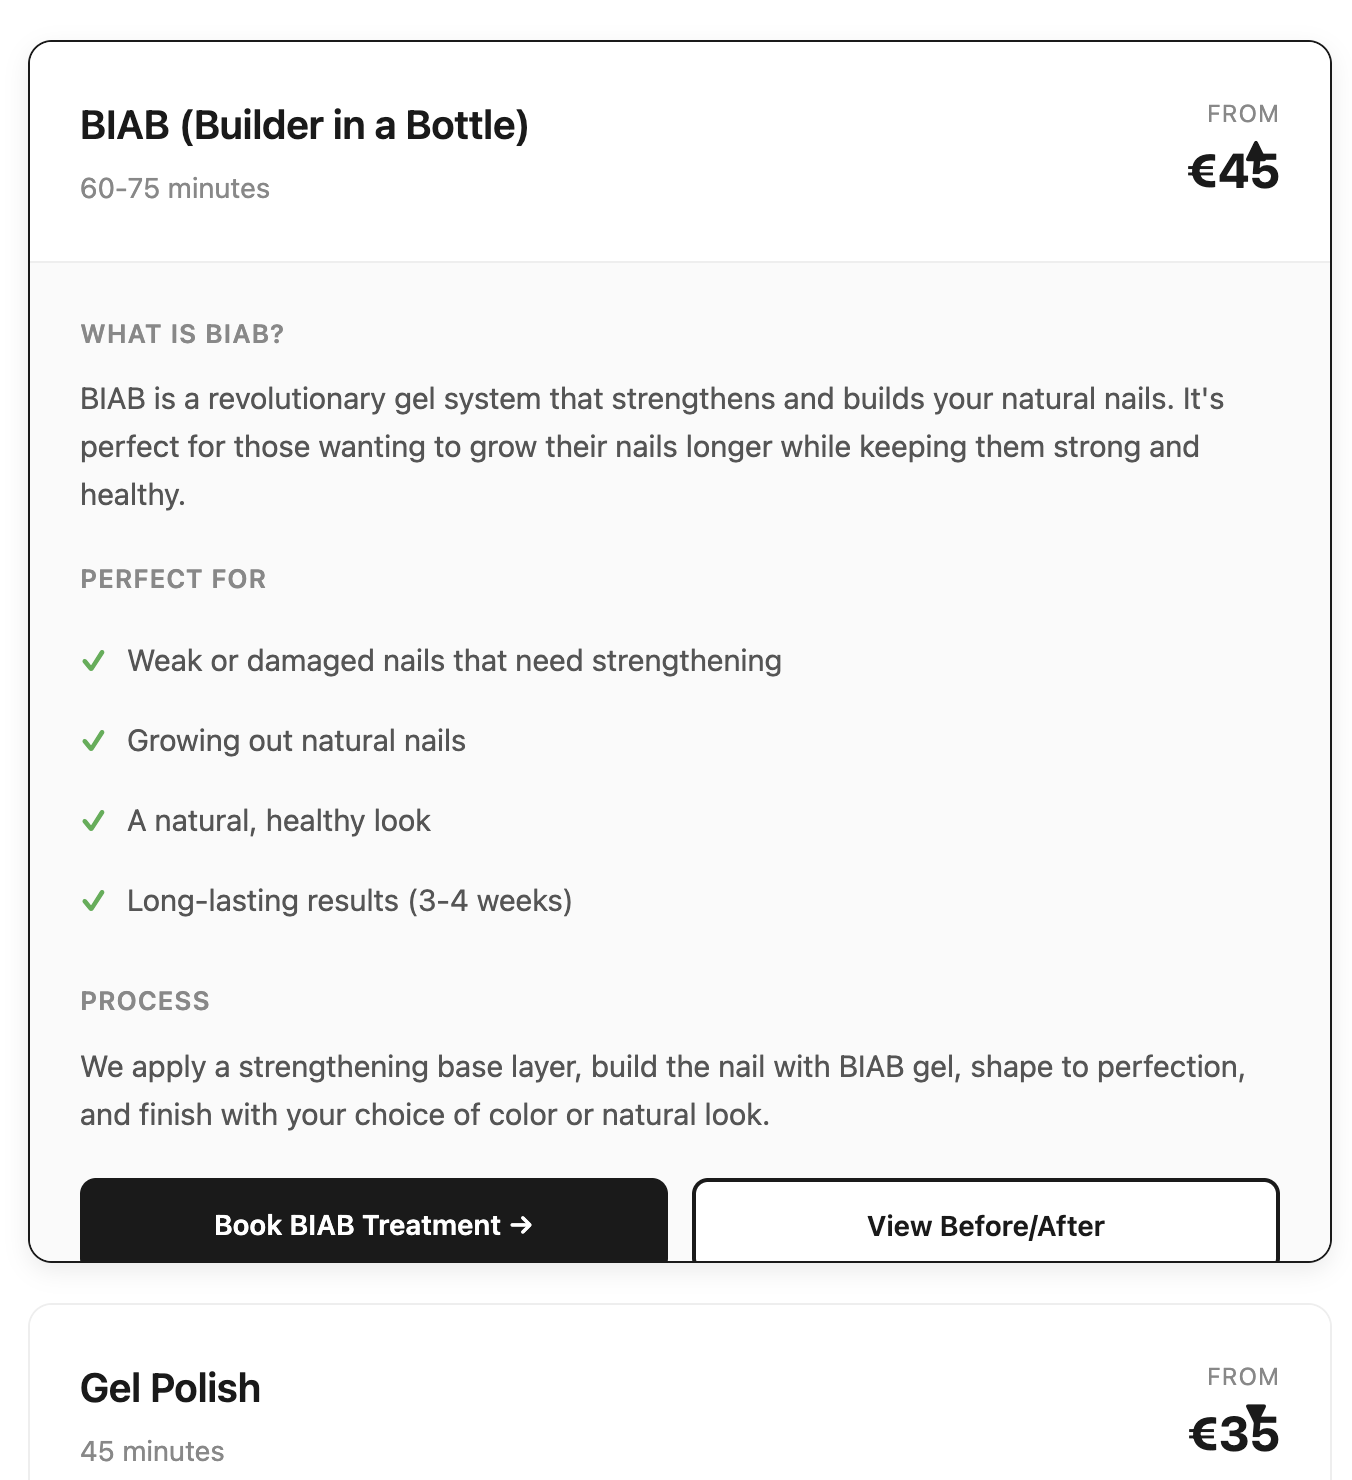 BIAB (Builder in a Bottle)
60-75 minutes
FROM
€45
WHAT IS BIAB?
BIAB is a revolutionary gel system that strengthens and builds your natural nails. It's
perfect for those wanting to grow their nails longer while keeping them strong and
healthy.
PERFECT FOR
Weak or damaged nails that need strengthening
Growing out natural nails
A natural, healthy look
Long-lasting results (3-4 weeks)
PROCESS
We apply a strengthening base layer, build the nail with BIAB gel, shape to perfection,
and finish with your choice of color or natural look.
Book BIAB Treatment →
View Before/After
Gel Polish
45 minutes
FROM
€35